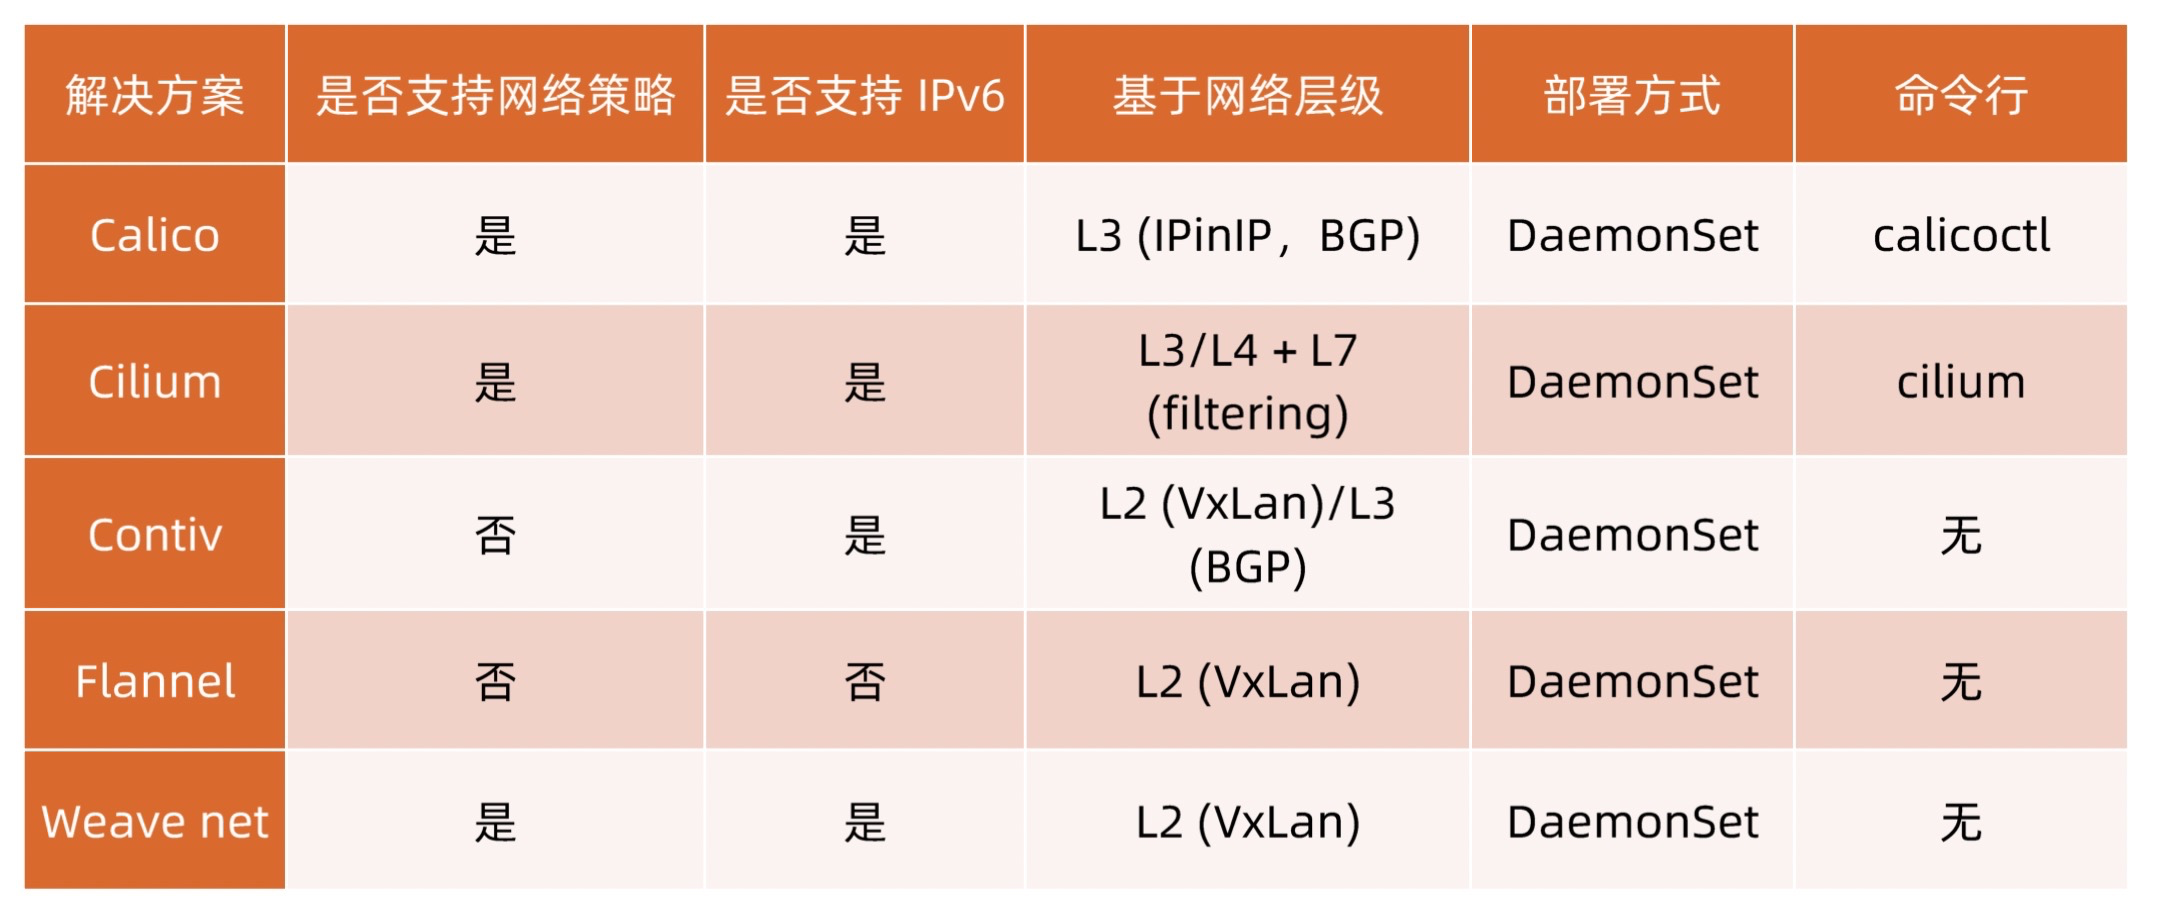 解决方案 是否支持网络策略 是否支持 IPv6 基于网络层级 部署方式 命令行
Calico 是 是 L3 (IPinIP，BGP) DaemonSet calicoctl
Cilium 是 是 L3/L4 + L7 (filtering) DaemonSet cilium
Contiv 否 是 L2 (VxLan)/L3 (BGP) DaemonSet 无
Flannel 否 否 L2 (VxLan) DaemonSet 无
Weave net 是 是 L2 (VxLan) DaemonSet 无